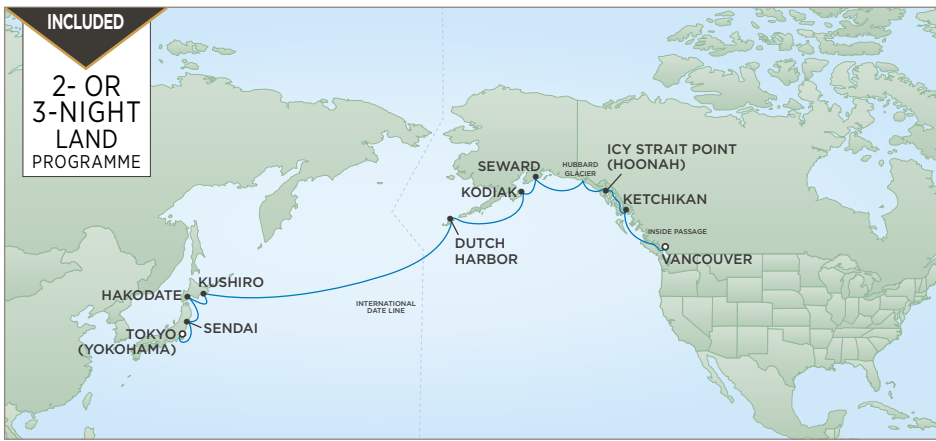 INCLUDED
2- OR
3-NIGHT
LAND
PROGRAMME
SEWARD
HUBBARD
GLACIER
ICY STRAIT POINT
(HOONAH)
KODIAK
KETCHIKAN
INSIDE PASSAGE
DUTCH
HARBOR
VANCOUVER
KUSHIRO
HAKODATE
INTERNATIONAL
DATE LINE
SENDAI
TOKYO
(YOKOHAMA)